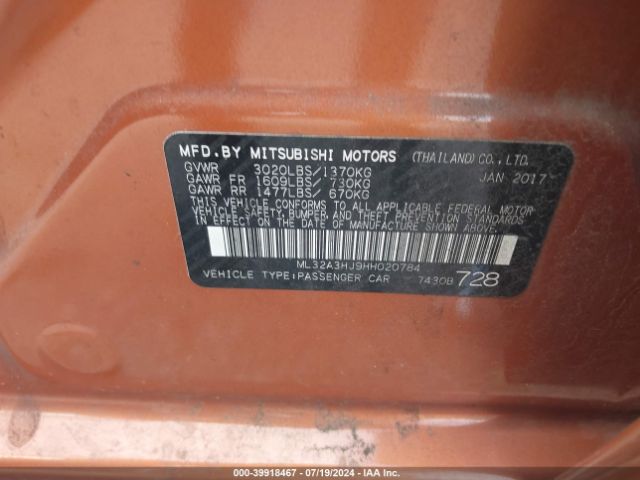 MFD.BY MITSUBISHI MOTORS (THAILAND)CO.,LTD.
GVWR 3020LBS/1370KG JAN 2017
GAWR FR 1609LBS/ 730KG
GAWR RR 1477LBS/ 670KG
THIS VEHICLE CONFORMS TO ALL APPLICABLE FEDERAL MOTOR
VEHICLE SAFETY, BUMPER, AND THEFT PREVENTION STANDARDS
IN EFFECT ON THE DATE OF MANUFACTURE SHOWN ABOVE.
ML32A3HJ9HH020784
VEHICLE TYPE:PASSENGER CAR 7430B 728
000-39918467 - 07/19/2024 - IAA Inc.